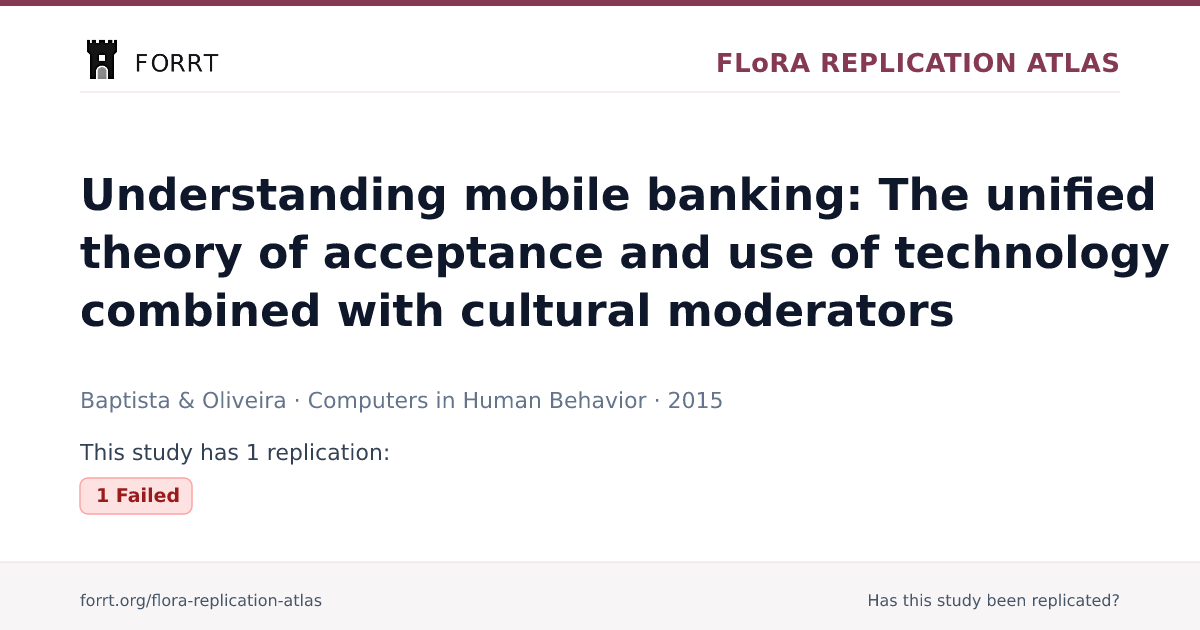 FORRT
FLoRA REPLICATION ATLAS
Understanding mobile banking: The unified
theory of acceptance and use of technology
combined with cultural moderators
Baptista & Oliveira · Computers in Human Behavior · 2015
This study has 1 replication:
1 Failed
forrt.org/flora-replication-atlas
Has this study been replicated?